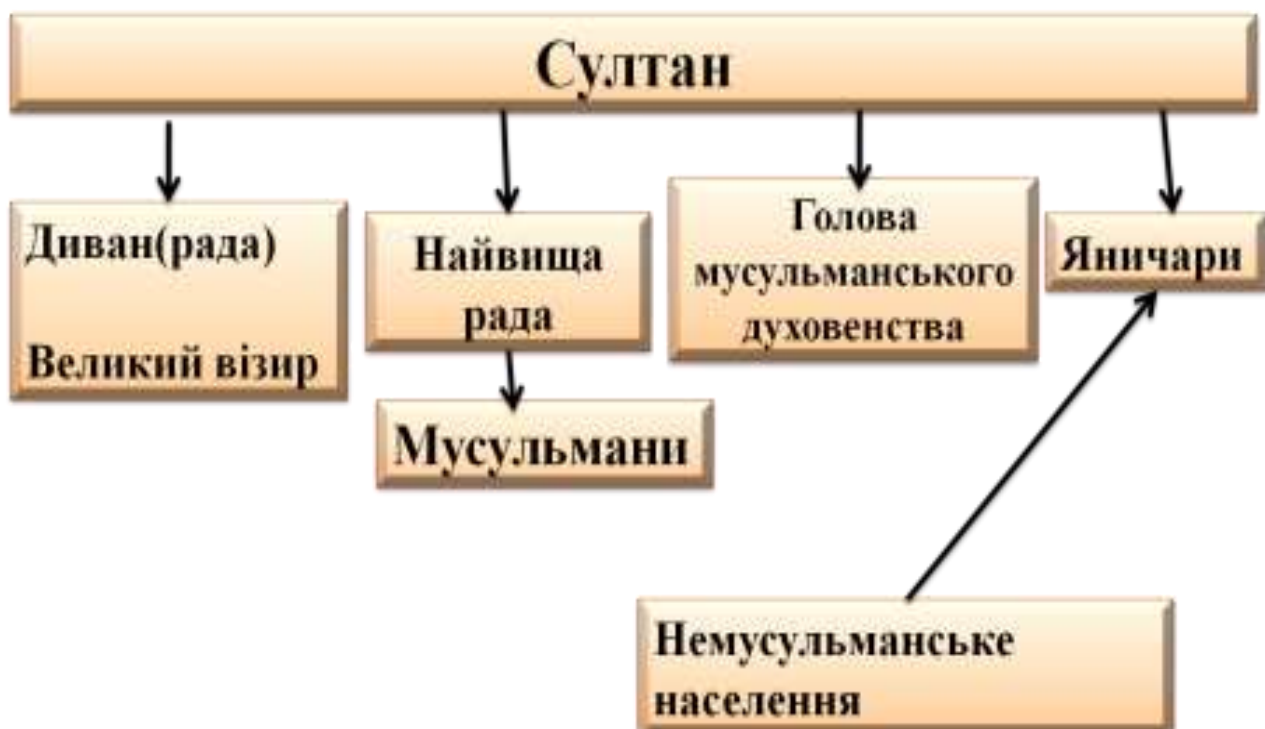 Султан
Диван(рада)
Великий візир
Найвища
рада
Голова
мусульманського
духовенства
Яничари
Мусульмани
Немусульманське
населення